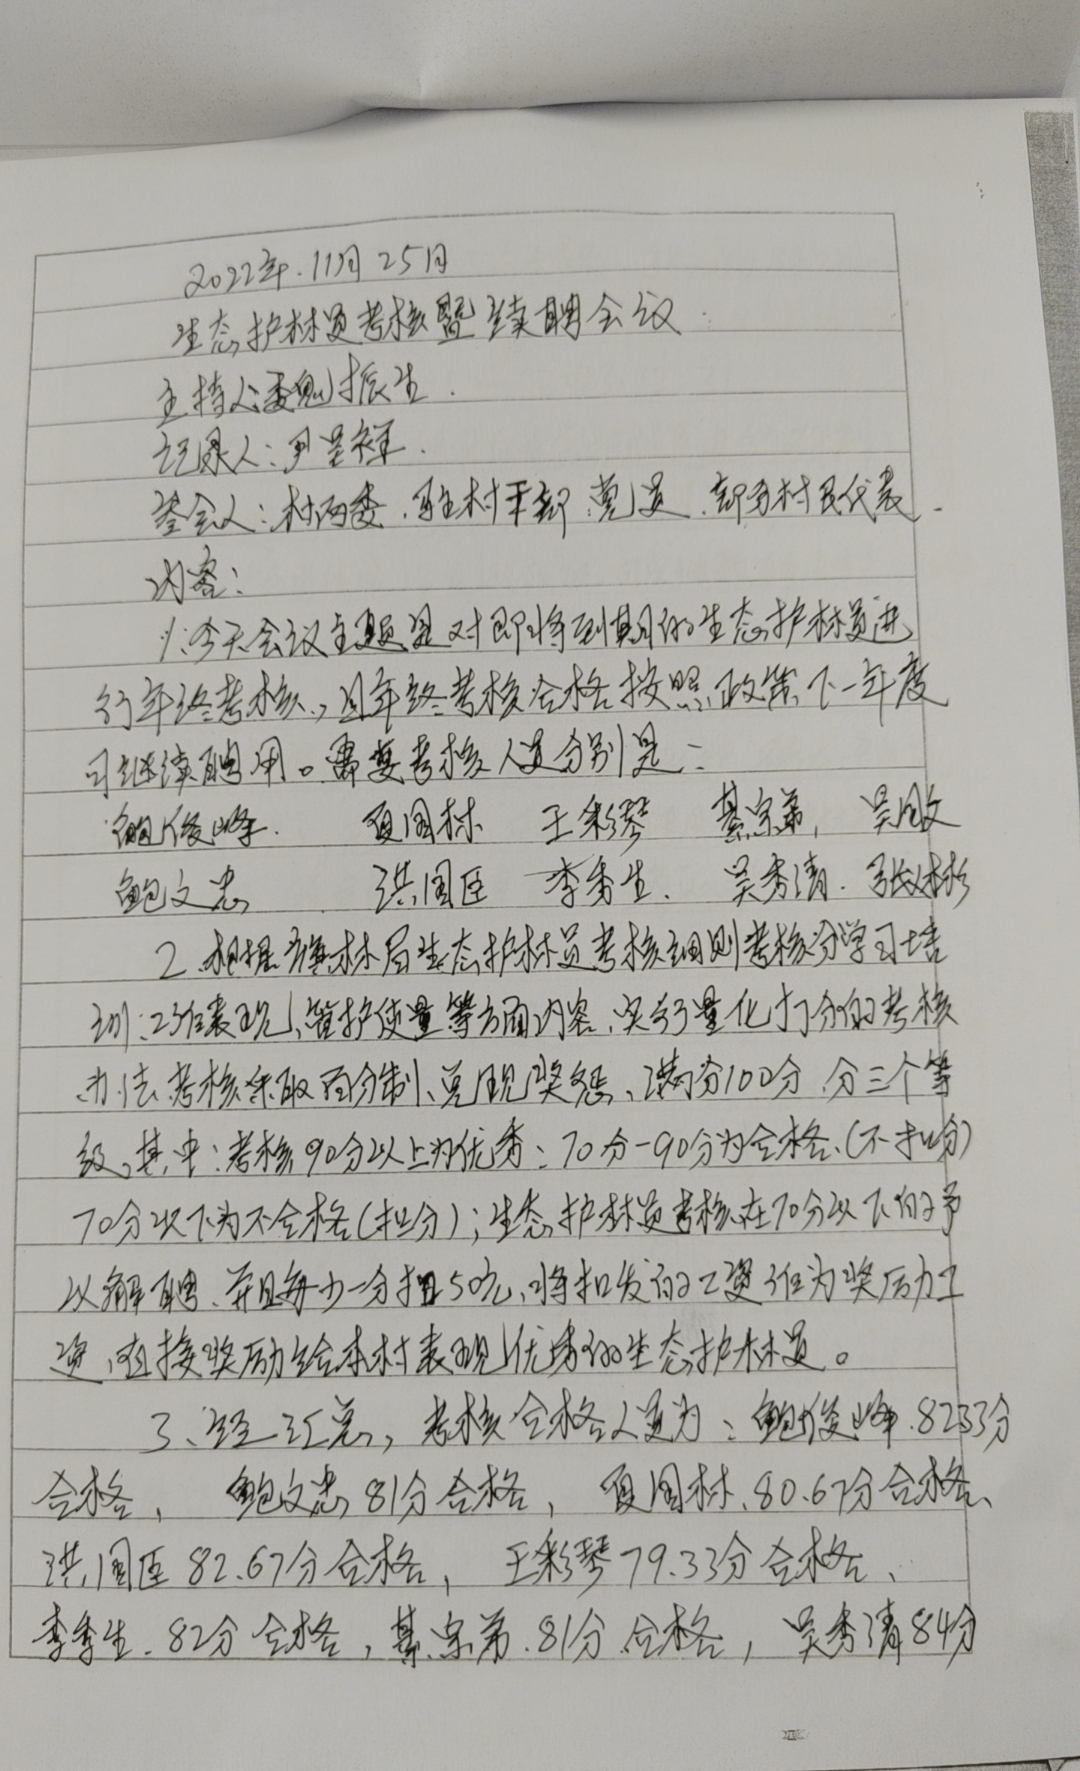 2022年.11月25日
生态护林员考核暨续聘会议
主持人:娄振生.
记录人:尹呈祥.
参会人:村两委.驻村干部.党员.部分村民代表.
内容:
1.今天会议主题是对即将到期的生态护林员进
行年终考核,且年终考核合格按照政策下一年度
可继续聘用。需要考核人员分别是:
鲍俊峰. 夏国林 王彩琴 綦宗弟, 吴国文
鲍文忠 洪国臣 李秀生. 吴秀清. 张林
2.根据林局生态护林员考核细则考核分学习培
训:工作表现,管护质量等方面内容,实行量化打分的考核
办法.考核采取百分制、兑现奖惩、满分100分.分三个等
级,其中:考核90分以上为优秀;70分-90分为合格.(不扣分)
70分以下为不合格(扣分);生态护林员考核在70分以下的予
以解聘.并且每少一分扣50元,将扣发的工资作为奖励工
资,直接奖励给本村表现优秀的生态护林员。
3、经汇总,考核合格人员为:鲍俊峰.82.33分
合格, 鲍文忠81分合格, 夏国林.80.67分合格、
洪国臣82.67分合格, 王彩琴79.33分合格、
李秀生.82分合格,綦宗弟.81分.合格,吴秀清84分